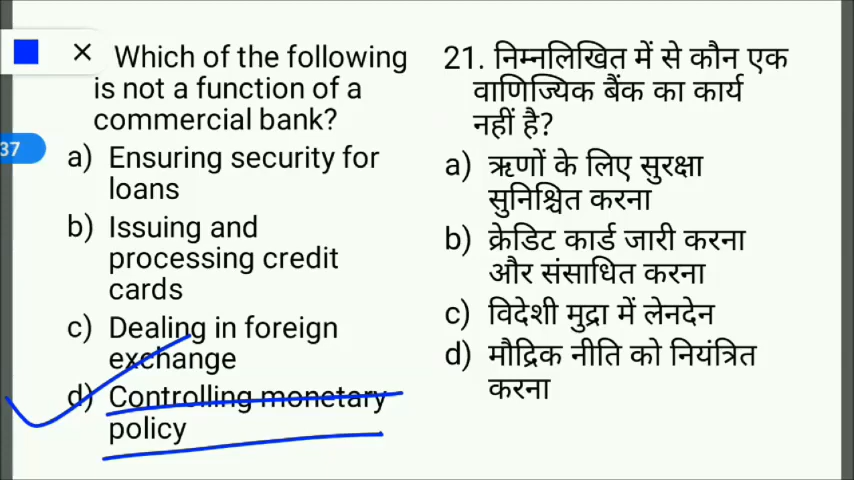 Which of the following
is not a function of a
commercial bank?
37
a) Ensuring security for
loans
b) Issuing and
processing credit
cards
c) Dealing in foreign
exchange
d) Controlling monetary
policy
21. निम्नलिखित में से कौन एक
वाणिज्यिक बैंक का कार्य
नहीं है?
a) ऋणों के लिए सुरक्षा
सुनिश्चित करना
b) क्रेडिट कार्ड जारी करना
और संसाधित करना
c) विदेशी मुद्रा में लेनदेन
d) मौद्रिक नीति को नियंत्रित
करना